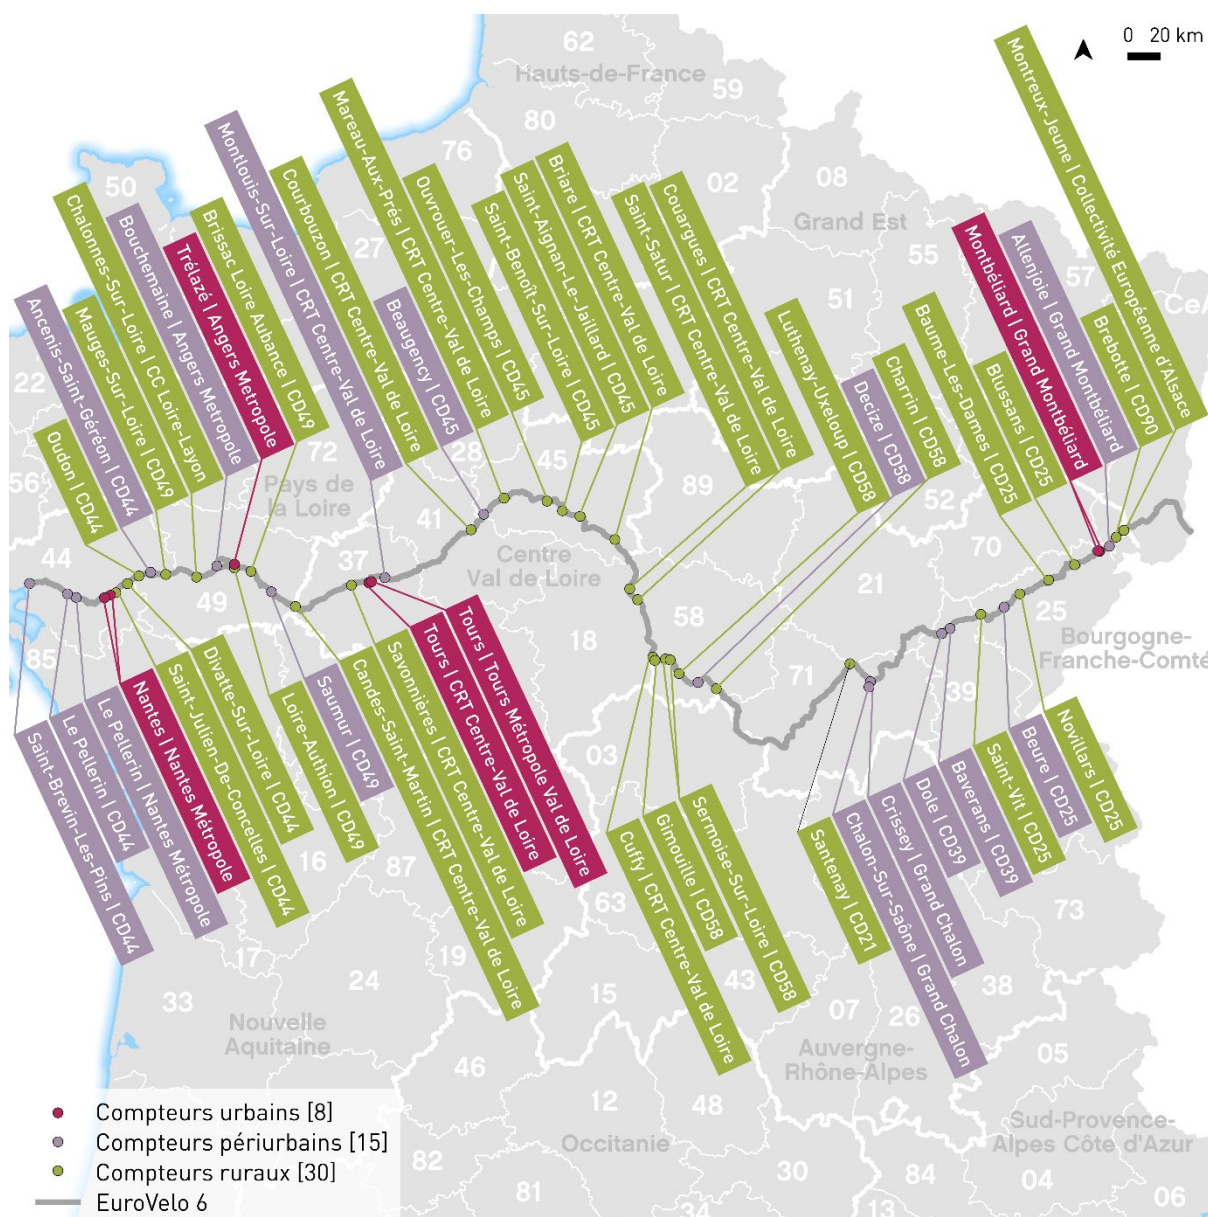 0 20 km
62
Hauts-de-France
59
80
76
02
08
Grand Est
50
27
55
51
57
CeA
22
28
72
Pays de
la Loire
56
45
89
52
41
70
44
37
Centre
Val de Loire
21
49
58
25
Bourgogne-
Franche-Comté
85
18
71
39
03
16
87
63
73
17
19
43
24
15
07
26
38
33
Nouvelle
Aquitaine
Auvergne-
Rhône-Alpes
05
46
12
48
Occitanie
Sud-Provence-
Alpes Côte d'Azur
82
81
30
84
04
06
34
13
Oudon | CD44
Ancenis-Saint-Géréon | CD44
Mauges-Sur-Loire | CD49
Chalonnes-Sur-Loire | CC Loire-Layon
Bouchemaine | Angers Metropole
Trélazé | Angers Metropole
Brissac Loire Aubance | CD49
Montlouis-Sur-Loire | CRT Centre-Val de Loire
Courbouzon | CRT Centre-Val de Loire
Beaugency | CD45
Mareau-Aux-Prés | CRT Centre-Val de Loire
Ouvrouer-Les-Champs | CD45
Saint-Benoît-Sur-Loire | CD45
Saint-Aignan-Le-Jaillard | CD45
Briare | CRT Centre-Val de Loire
Saint-Satur | CRT Centre-Val de Loire
Couargues | CRT Centre-Val de Loire
Luthenay-Uxeloup | CD58
Decize | CD58
Charrin | CD58
Baume-Les-Dames | CD25
Blussans | CD25
Montbéliard | Grand Montbéliard
Allenjoie | Grand Montbéliard
Brebotte | CD90
Montreux-Jeune | Collectivité Européenne d'Alsace
Saint-Brevin-Les-Pins | CD44
Le Pellerin | CD44
Le Pellerin | Nantes Métropole
Nantes | Nantes Métropole
Saint-Julien-De-Concelles | CD44
Divatte-Sur-Loire | CD44
Loire-Authion | CD49
Saumur | CD49
Candes-Saint-Martin | CRT Centre-Val de Loire
Savonnières | CRT Centre-Val de Loire
Tours | CRT Centre-Val de Loire
Tours | Tours Métropole Val de Loire
Cuffy | CRT Centre-Val de Loire
Gimouille | CD58
Sermoise-Sur-Loire | CD58
Santenay | CD21
Chalon-Sur-Saône | Grand Chalon
Crissey | Grand Chalon
Dole | CD39
Baverans | CD39
Saint-Vit | CD25
Beure | CD25
Novillars | CD25
Compteurs urbains [8]
Compteurs périurbains [15]
Compteurs ruraux [30]
EuroVelo 6